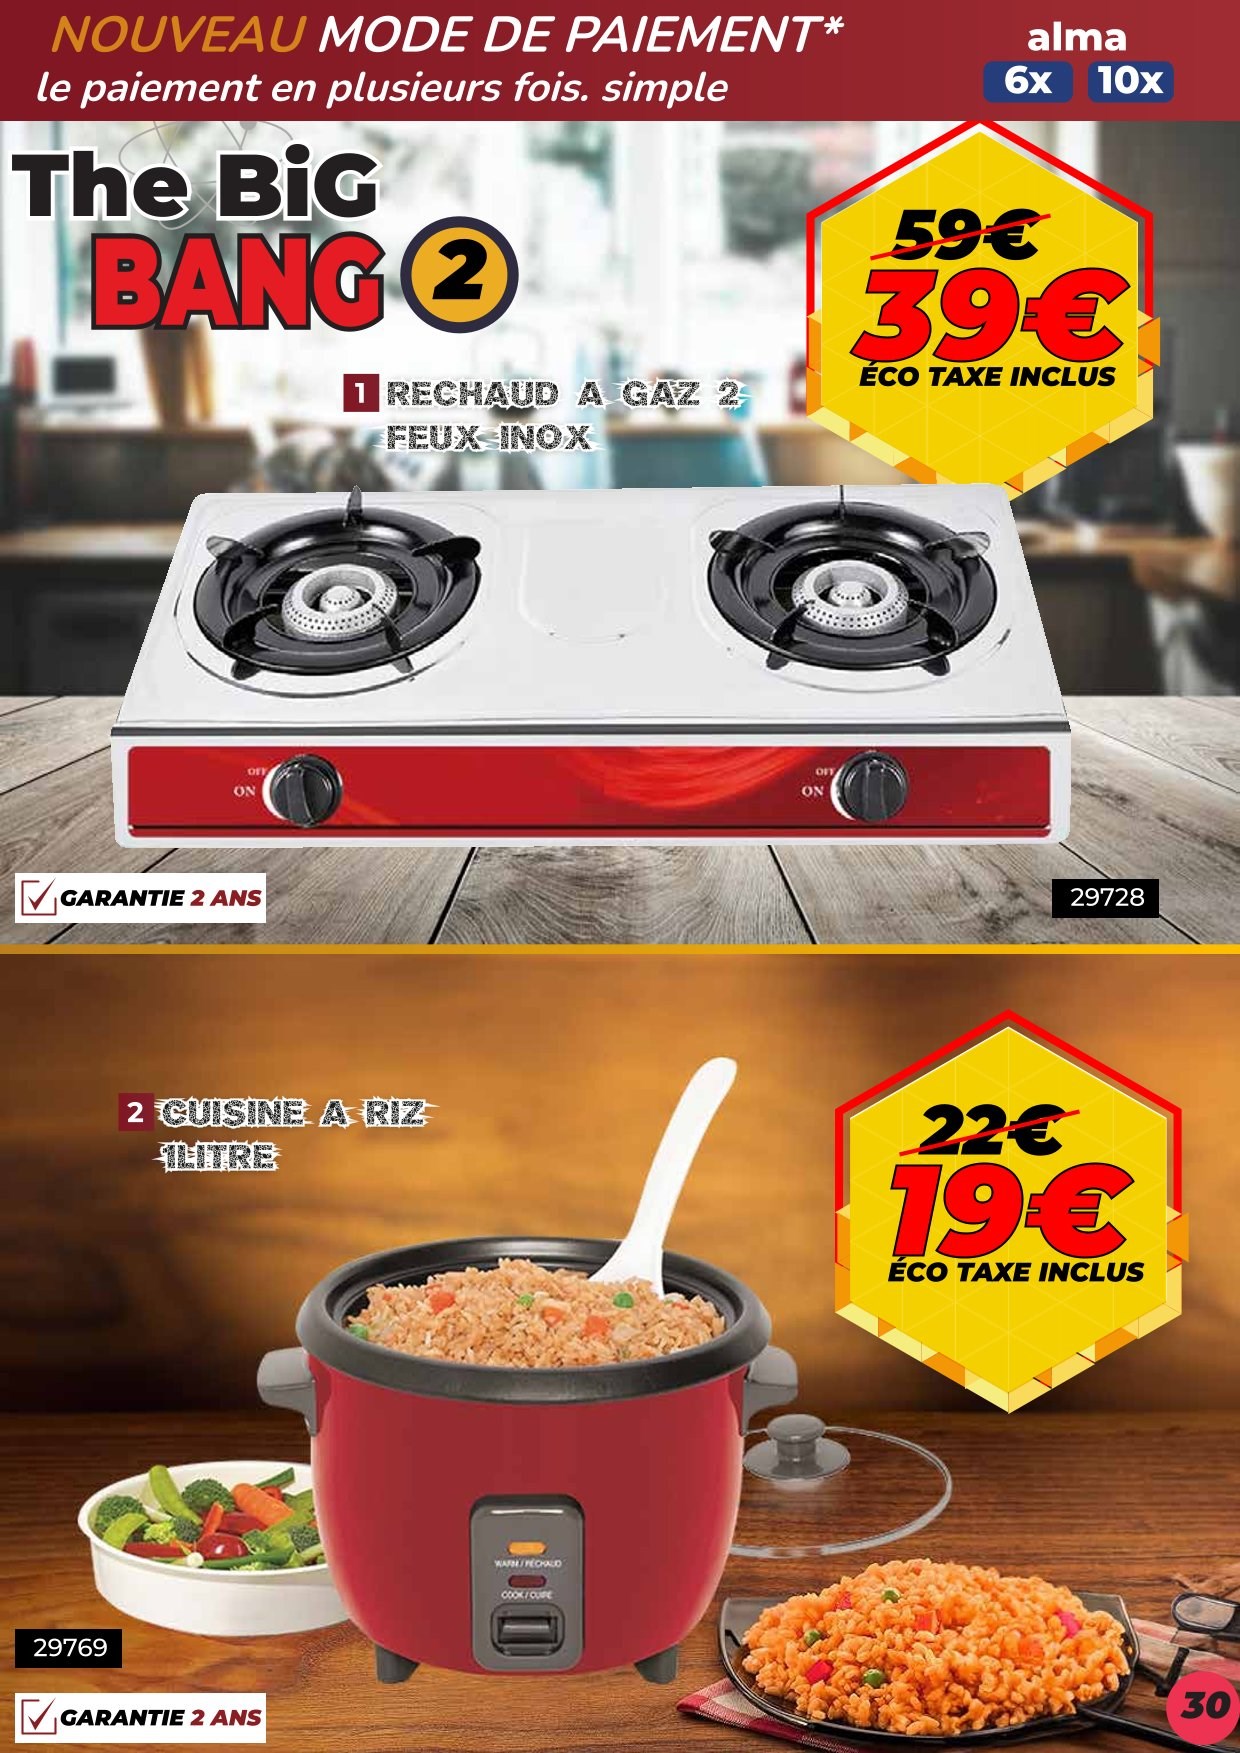 NOUVEAU MODE DE PAIEMENT*
le paiement en plusieurs fois. simple
alma
6x 10x
The BiG
BANG 2
59€
39€
ÉCO TAXE INCLUS
1 RECHAUD A GAZ 2
FEUX INOX
OFF
ON
OFF
ON
GARANTIE 2 ANS
29728
2 CUISINE A RIZ
1LITRE
22€
19€
ÉCO TAXE INCLUS
WARM / RÉCHAUD
COOK / CUIRE
29769
GARANTIE 2 ANS
30